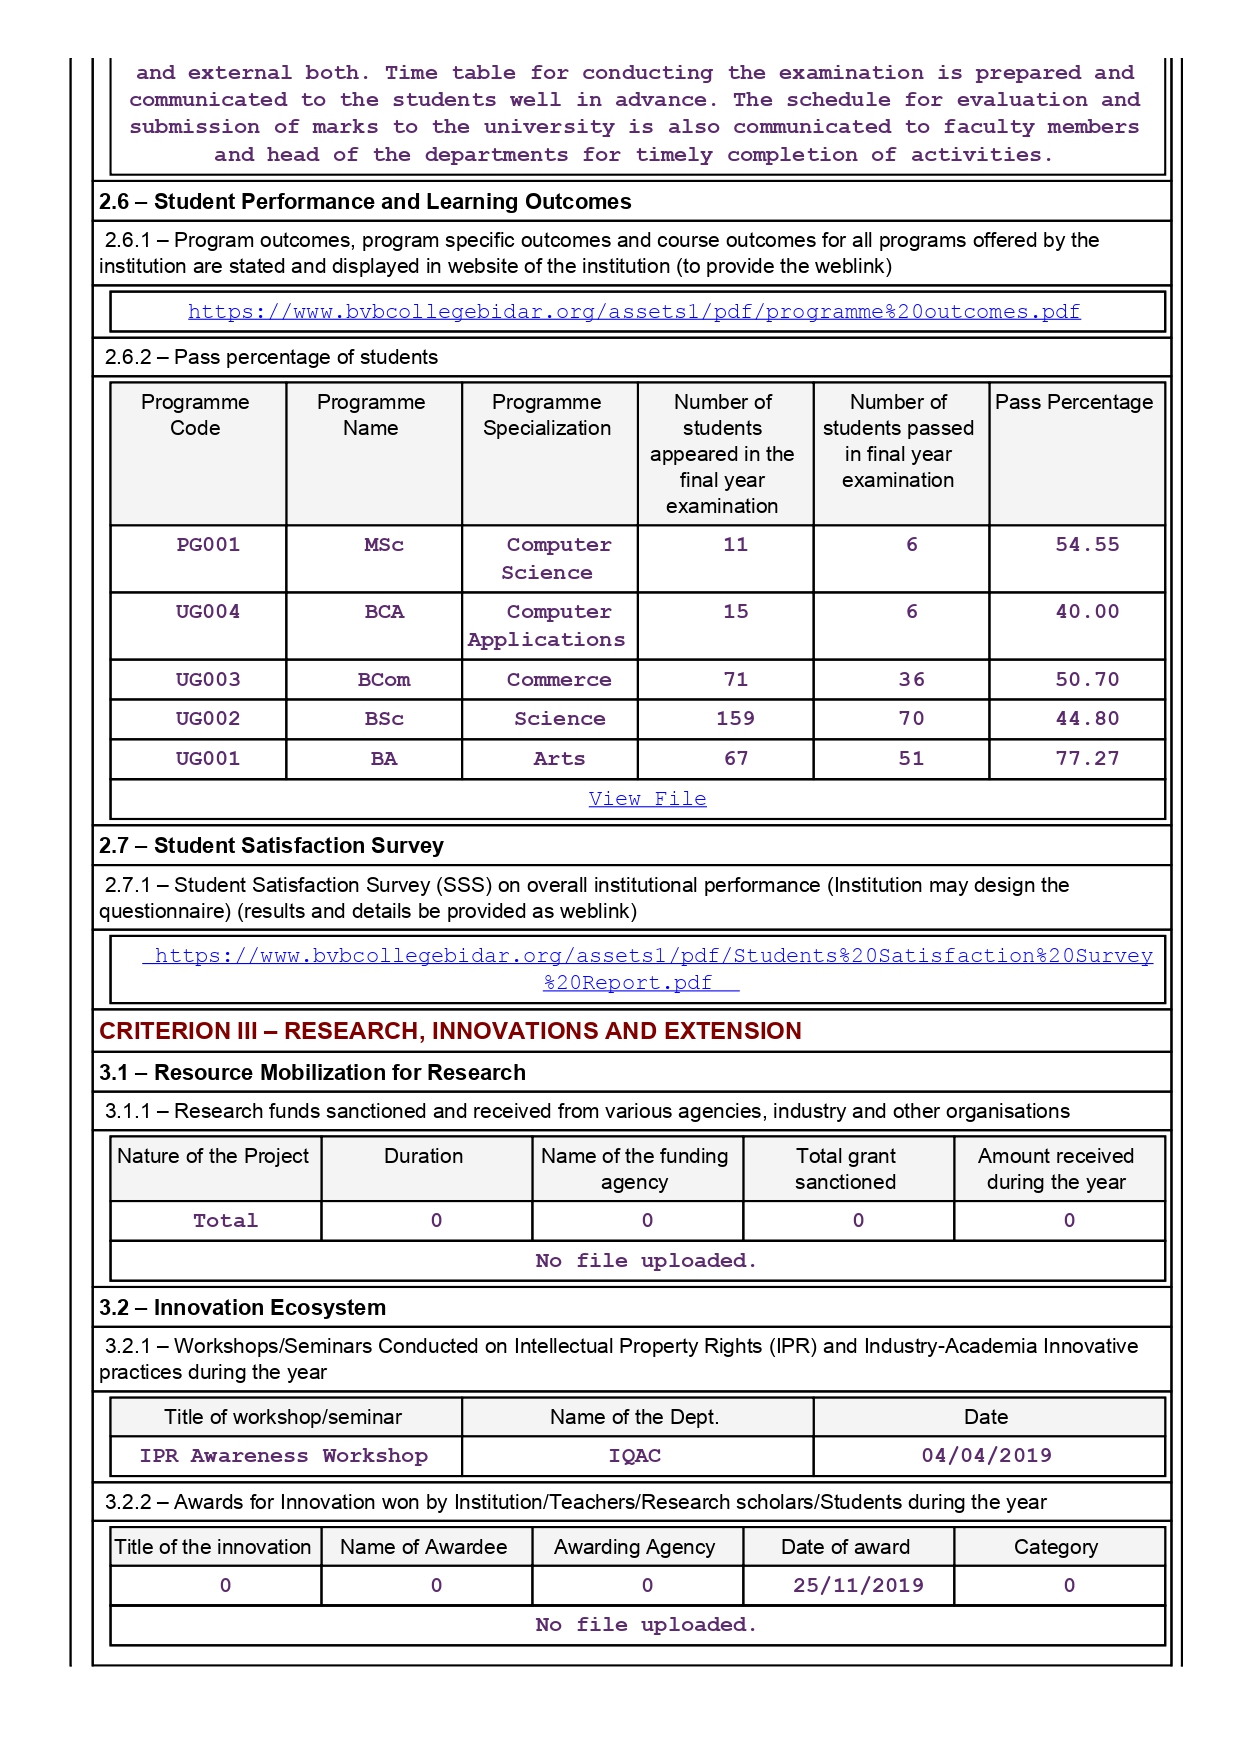 and external both. Time table for conducting the examination is prepared and
communicated to the students well in advance. The schedule for evaluation and
submission of marks to the university is also communicated to faculty members
and head of the departments for timely completion of activities.
2.6 – Student Performance and Learning Outcomes
2.6.1 – Program outcomes, program specific outcomes and course outcomes for all programs offered by the
institution are stated and displayed in website of the institution (to provide the weblink)
https://www.bvbcollegebidar.org/assets1/pdf/programme%20outcomes.pdf
2.6.2 – Pass percentage of students
Programme Code | Programme Name | Programme Specialization | Number of students appeared in the final year examination | Number of students passed in final year examination | Pass Percentage
PG001 | MSc | Computer Science | 11 | 6 | 54.55
UG004 | BCA | Computer Applications | 15 | 6 | 40.00
UG003 | BCom | Commerce | 71 | 36 | 50.70
UG002 | BSc | Science | 159 | 70 | 44.80
UG001 | BA | Arts | 67 | 51 | 77.27
View File
2.7 – Student Satisfaction Survey
2.7.1 – Student Satisfaction Survey (SSS) on overall institutional performance (Institution may design the
questionnaire) (results and details be provided as weblink)
https://www.bvbcollegebidar.org/assets1/pdf/Students%20Satisfaction%20Survey
%20Report.pdf
CRITERION III – RESEARCH, INNOVATIONS AND EXTENSION
3.1 – Resource Mobilization for Research
3.1.1 – Research funds sanctioned and received from various agencies, industry and other organisations
Nature of the Project | Duration | Name of the funding agency | Total grant sanctioned | Amount received during the year
Total | 0 | 0 | 0 | 0
No file uploaded.
3.2 – Innovation Ecosystem
3.2.1 – Workshops/Seminars Conducted on Intellectual Property Rights (IPR) and Industry-Academia Innovative
practices during the year
Title of workshop/seminar | Name of the Dept. | Date
IPR Awareness Workshop | IQAC | 04/04/2019
3.2.2 – Awards for Innovation won by Institution/Teachers/Research scholars/Students during the year
Title of the innovation | Name of Awardee | Awarding Agency | Date of award | Category
0 | 0 | 0 | 25/11/2019 | 0
No file uploaded.